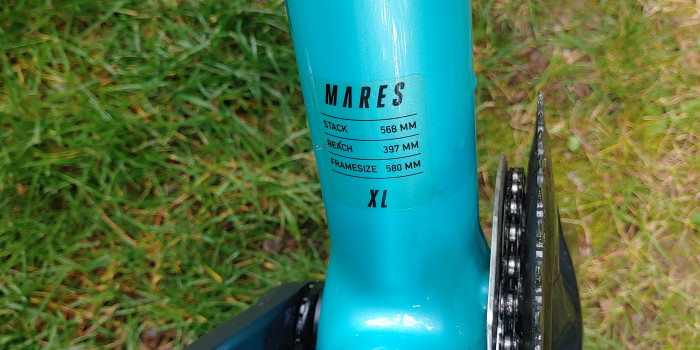 MARES
STACK 568 MM
REACH 397 MM
FRAMESIZE 580 MM
XL